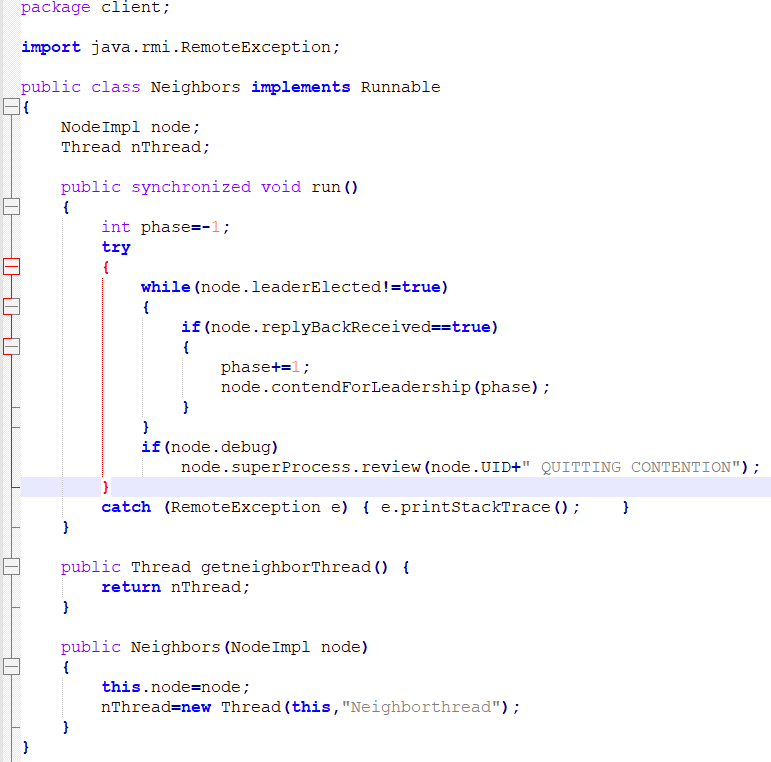 package client;
import java.rmi.RemoteException;
public class Neighbors implements Runnable
{
    NodeImpl node;
    Thread nThread;
    public synchronized void run()
    {
        int phase=-1;
        try
        {
            while(node.leaderElected!=true)
            {
                if(node.replyBackReceived==true)
                {
                    phase+=1;
                    node.contendForLeadership(phase);
                }
            }
            if(node.debug)
                node.superProcess.review(node.UID+" QUITTING CONTENTION");
        }
        catch (RemoteException e) { e.printStackTrace();    }
    }
    public Thread getneighborThread() {
        return nThread;
    }
    public Neighbors(NodeImpl node)
    {
        this.node=node;
        nThread=new Thread(this,"Neighborthread");
    }
}